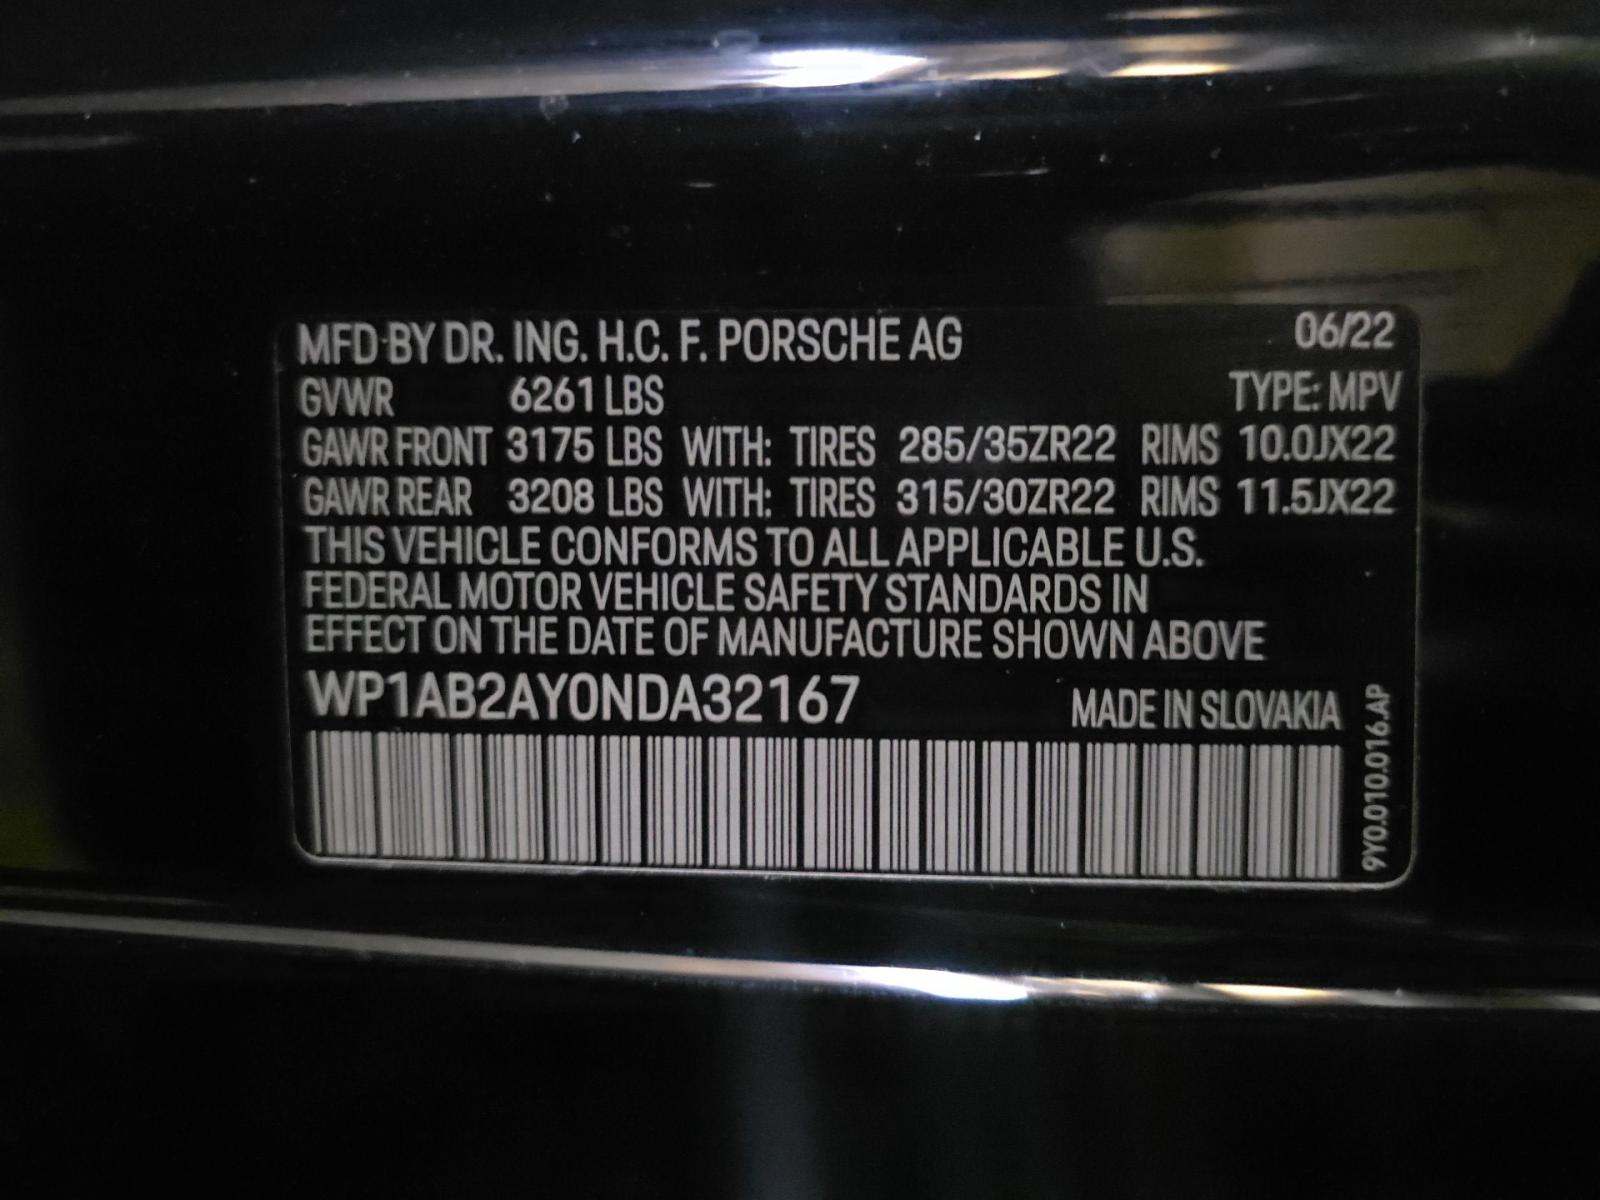 MFD BY DR. ING. H.C. F. PORSCHE AG 06/22
GVWR 6261 LBS TYPE: MPV
GAWR FRONT 3175 LBS WITH: TIRES 285/35ZR22 RIMS 10.0JX22
GAWR REAR 3208 LBS WITH: TIRES 315/30ZR22 RIMS 11.5JX22
THIS VEHICLE CONFORMS TO ALL APPLICABLE U.S.
FEDERAL MOTOR VEHICLE SAFETY STANDARDS IN
EFFECT ON THE DATE OF MANUFACTURE SHOWN ABOVE
WP1AB2AY0NDA32167 MADE IN SLOVAKIA
9Y0.010.016.AP